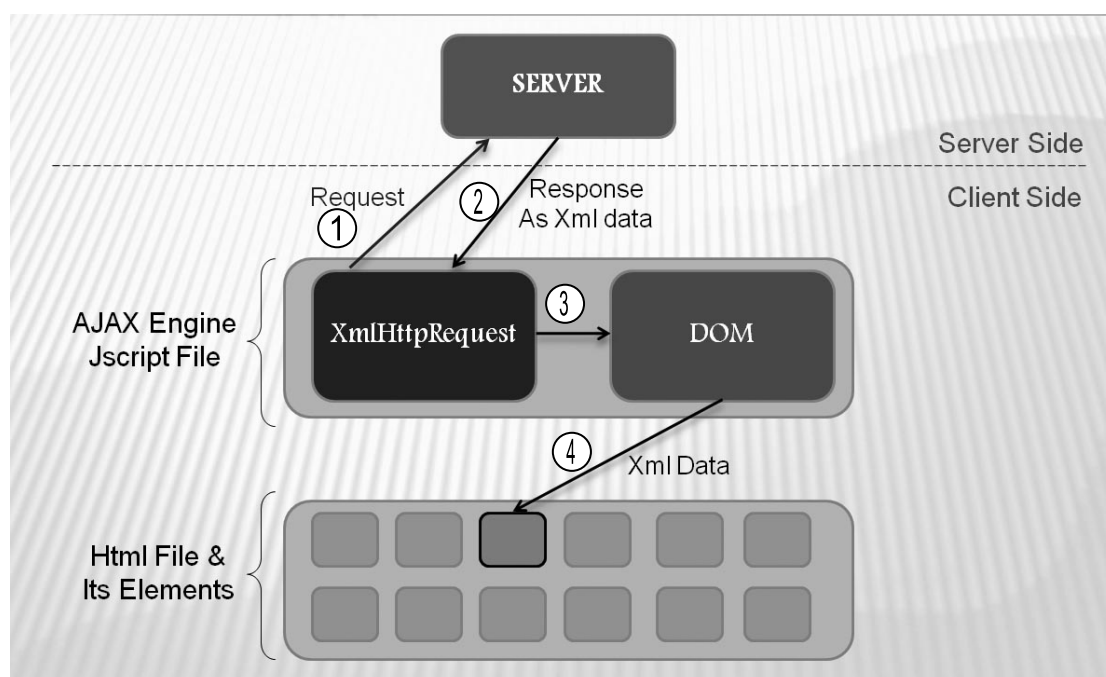 SERVER
Server Side
Client Side
Request
1
2
Response
As Xml data
AJAX Engine
Jscript File
XmlHttpRequest
3
DOM
4
Xml Data
Html File &
Its Elements